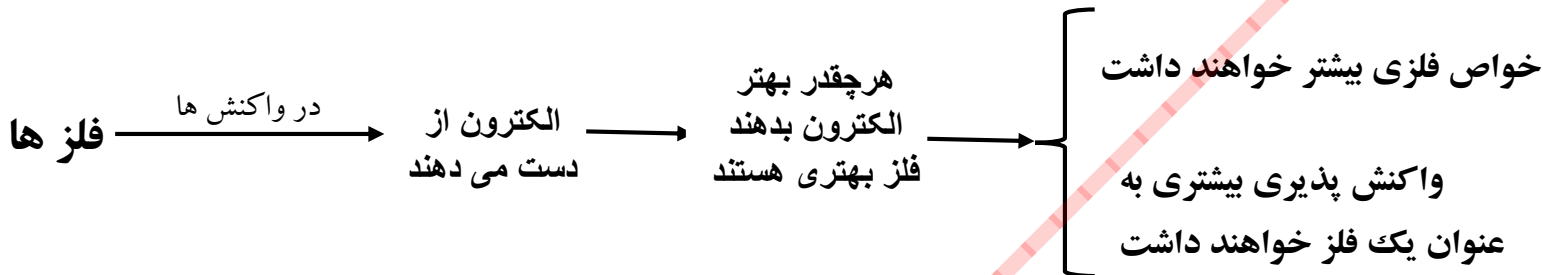 فلز ها
در واکنش ها
الکترون از
دست می دهند
هرچقدر بهتر
الکترون بدهند
فلز بهتری هستند
خواص فلزی بیشتر خواهند داشت
واکنش پذیری بیشتری به
عنوان یک فلز خواهند داشت